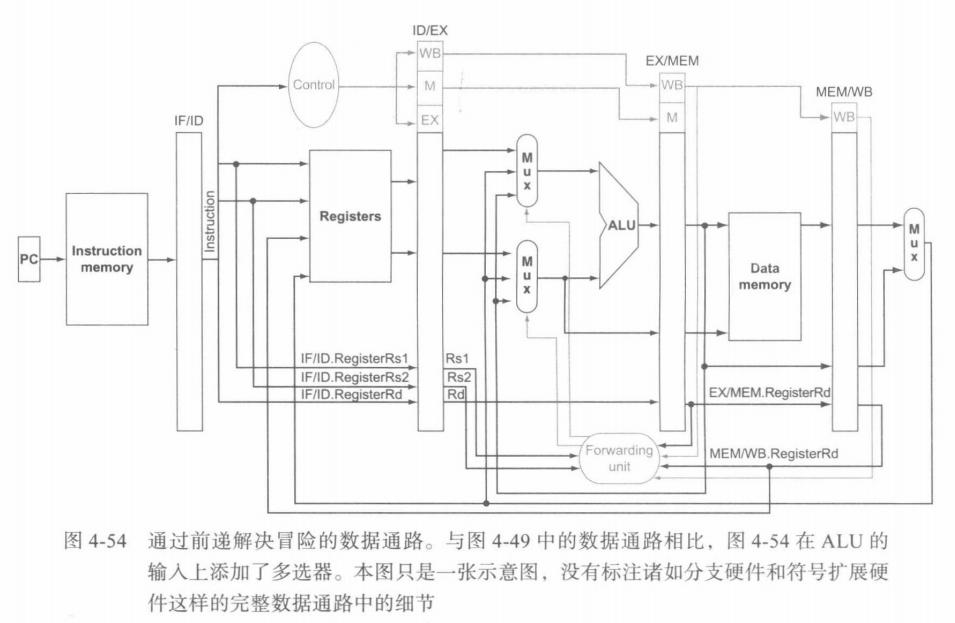 ID/EX
WB
EX/MEM
Control
M
WB
MEM/WB
IF/ID
EX
M
WB
Mux
Instruction
Registers
PC
Instruction
memory
ALU
Mux
Data
memory
Mux
IF/ID.RegisterRs1
Rs1
IF/ID.RegisterRs2
Rs2
IF/ID.RegisterRd
Rd
EX/MEM.RegisterRd
Forwarding
unit
MEM/WB.RegisterRd
图 4-54 通过前递解决冒险的数据通路。与图 4-49 中的数据通路相比，图 4-54 在 ALU 的
输入上添加了多选器。本图只是一张示意图，没有标注诸如分支硬件和符号扩展硬
件这样的完整数据通路中的细节